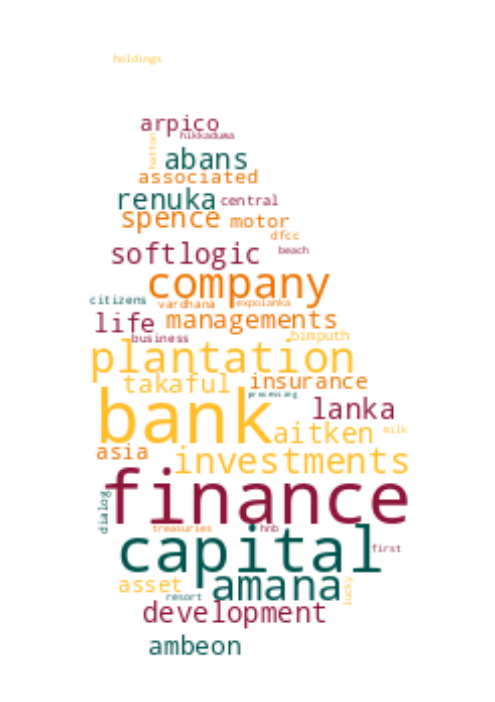 holdings
arpico
hikkaduwa
hatton
abans
associated
renuka central
spence motor
dfcc
softlogic beach
company
citizens vardhana expolanka
life managements
business bimputh
plantation
takaful insurance
processing
bank lanka
aitken milk
asia investments
finance
dialog
treasuries hnb
capital first
asset amana lucky
resort
development
ambeon